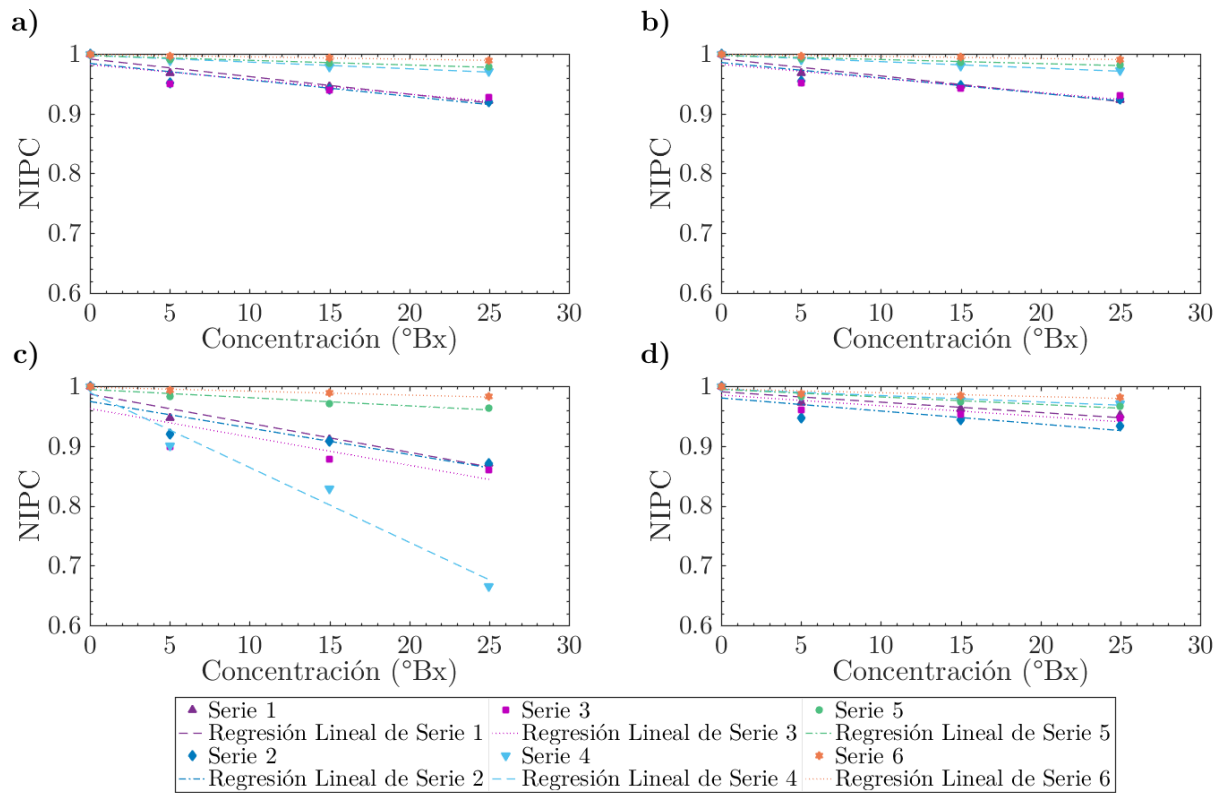 a)
1
0.9
0.8
0.7
0.6
NIPC
0 5 10 15 20 25 30
Concentración (°Bx)
b)
1
0.9
0.8
0.7
0.6
NIPC
0 5 10 15 20 25 30
Concentración (°Bx)
c)
1
0.9
0.8
0.7
0.6
NIPC
0 5 10 15 20 25 30
Concentración (°Bx)
d)
1
0.9
0.8
0.7
0.6
NIPC
0 5 10 15 20 25 30
Concentración (°Bx)
Serie 1
Regresión Lineal de Serie 1
Serie 2
Regresión Lineal de Serie 2
Serie 3
Regresión Lineal de Serie 3
Serie 4
Regresión Lineal de Serie 4
Serie 5
Regresión Lineal de Serie 5
Serie 6
Regresión Lineal de Serie 6